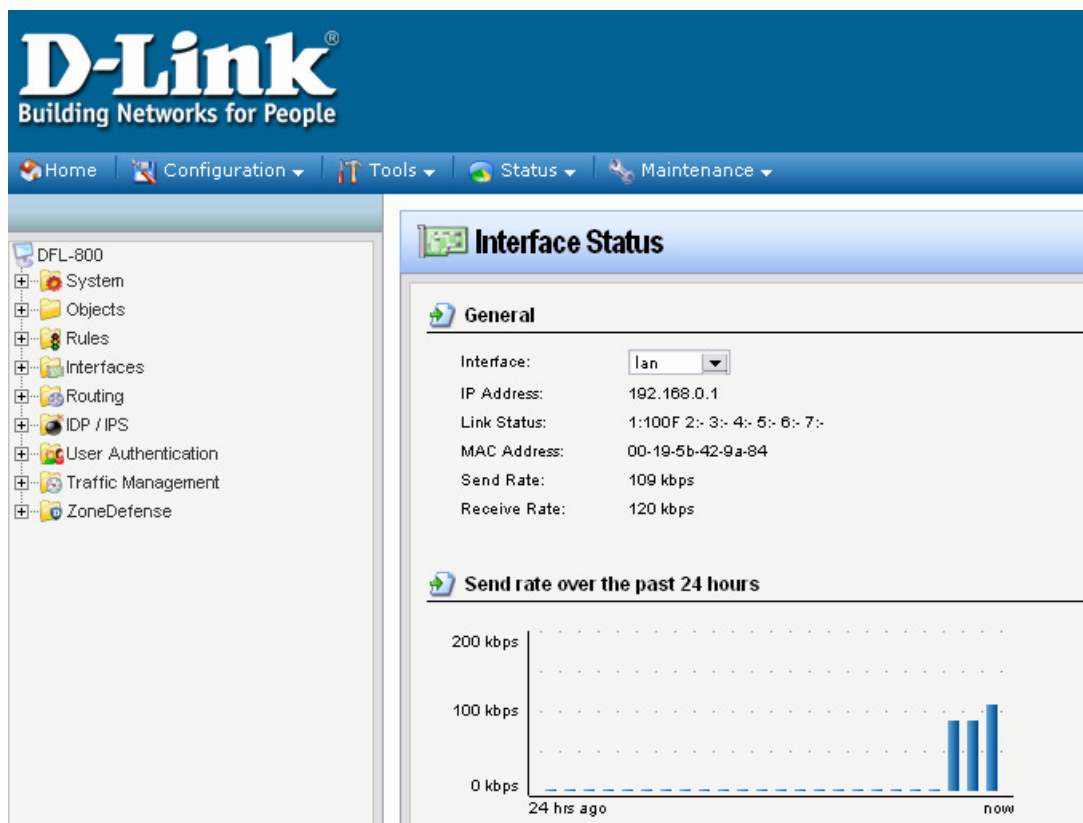 D-Link®
Building Networks for People
Home Configuration Tools Status Maintenance
DFL-800
System
Objects
Rules
Interfaces
Routing
IDP / IPS
User Authentication
Traffic Management
ZoneDefense
Interface Status
General
Interface: lan
IP Address: 192.168.0.1
Link Status: 1:100F 2:- 3:- 4:- 5:- 6:- 7:-
MAC Address: 00-19-5b-42-9a-84
Send Rate: 109 kbps
Receive Rate: 120 kbps
Send rate over the past 24 hours
200 kbps
100 kbps
0 kbps
24 hrs ago now